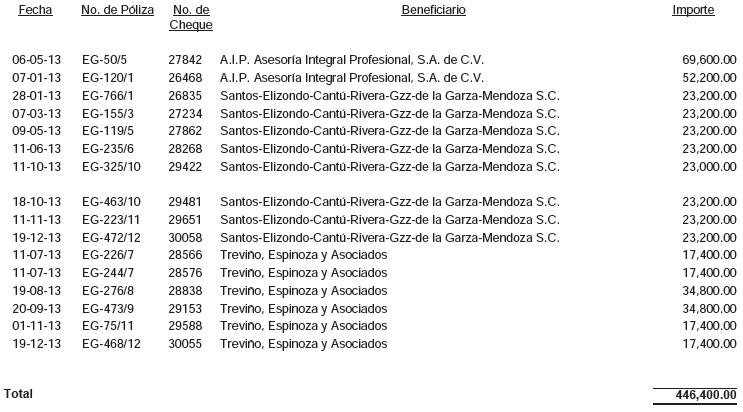 Fecha No. de Póliza No. de Cheque Beneficiario Importe
06-05-13 EG-50/5 27842 A.I.P. Asesoría Integral Profesional, S.A. de C.V. 69,600.00
07-01-13 EG-120/1 26468 A.I.P. Asesoría Integral Profesional, S.A. de C.V. 52,200.00
28-01-13 EG-766/1 26835 Santos-Elizondo-Cantú-Rivera-Gzz-de la Garza-Mendoza S.C. 23,200.00
07-03-13 EG-155/3 27234 Santos-Elizondo-Cantú-Rivera-Gzz-de la Garza-Mendoza S.C. 23,200.00
09-05-13 EG-119/5 27862 Santos-Elizondo-Cantú-Rivera-Gzz-de la Garza-Mendoza S.C. 23,200.00
11-06-13 EG-235/6 28268 Santos-Elizondo-Cantú-Rivera-Gzz-de la Garza-Mendoza S.C. 23,200.00
11-10-13 EG-325/10 29422 Santos-Elizondo-Cantú-Rivera-Gzz-de la Garza-Mendoza S.C. 23,000.00
18-10-13 EG-463/10 29481 Santos-Elizondo-Cantú-Rivera-Gzz-de la Garza-Mendoza S.C. 23,200.00
11-11-13 EG-223/11 29651 Santos-Elizondo-Cantú-Rivera-Gzz-de la Garza-Mendoza S.C. 23,200.00
19-12-13 EG-472/12 30058 Santos-Elizondo-Cantú-Rivera-Gzz-de la Garza-Mendoza S.C. 23,200.00
11-07-13 EG-226/7 28566 Treviño, Espinoza y Asociados 17,400.00
11-07-13 EG-244/7 28576 Treviño, Espinoza y Asociados 17,400.00
19-08-13 EG-276/8 28838 Treviño, Espinoza y Asociados 34,800.00
20-09-13 EG-473/9 29153 Treviño, Espinoza y Asociados 34,800.00
01-11-13 EG-75/11 29588 Treviño, Espinoza y Asociados 17,400.00
19-12-13 EG-468/12 30055 Treviño, Espinoza y Asociados 17,400.00
Total 446,400.00